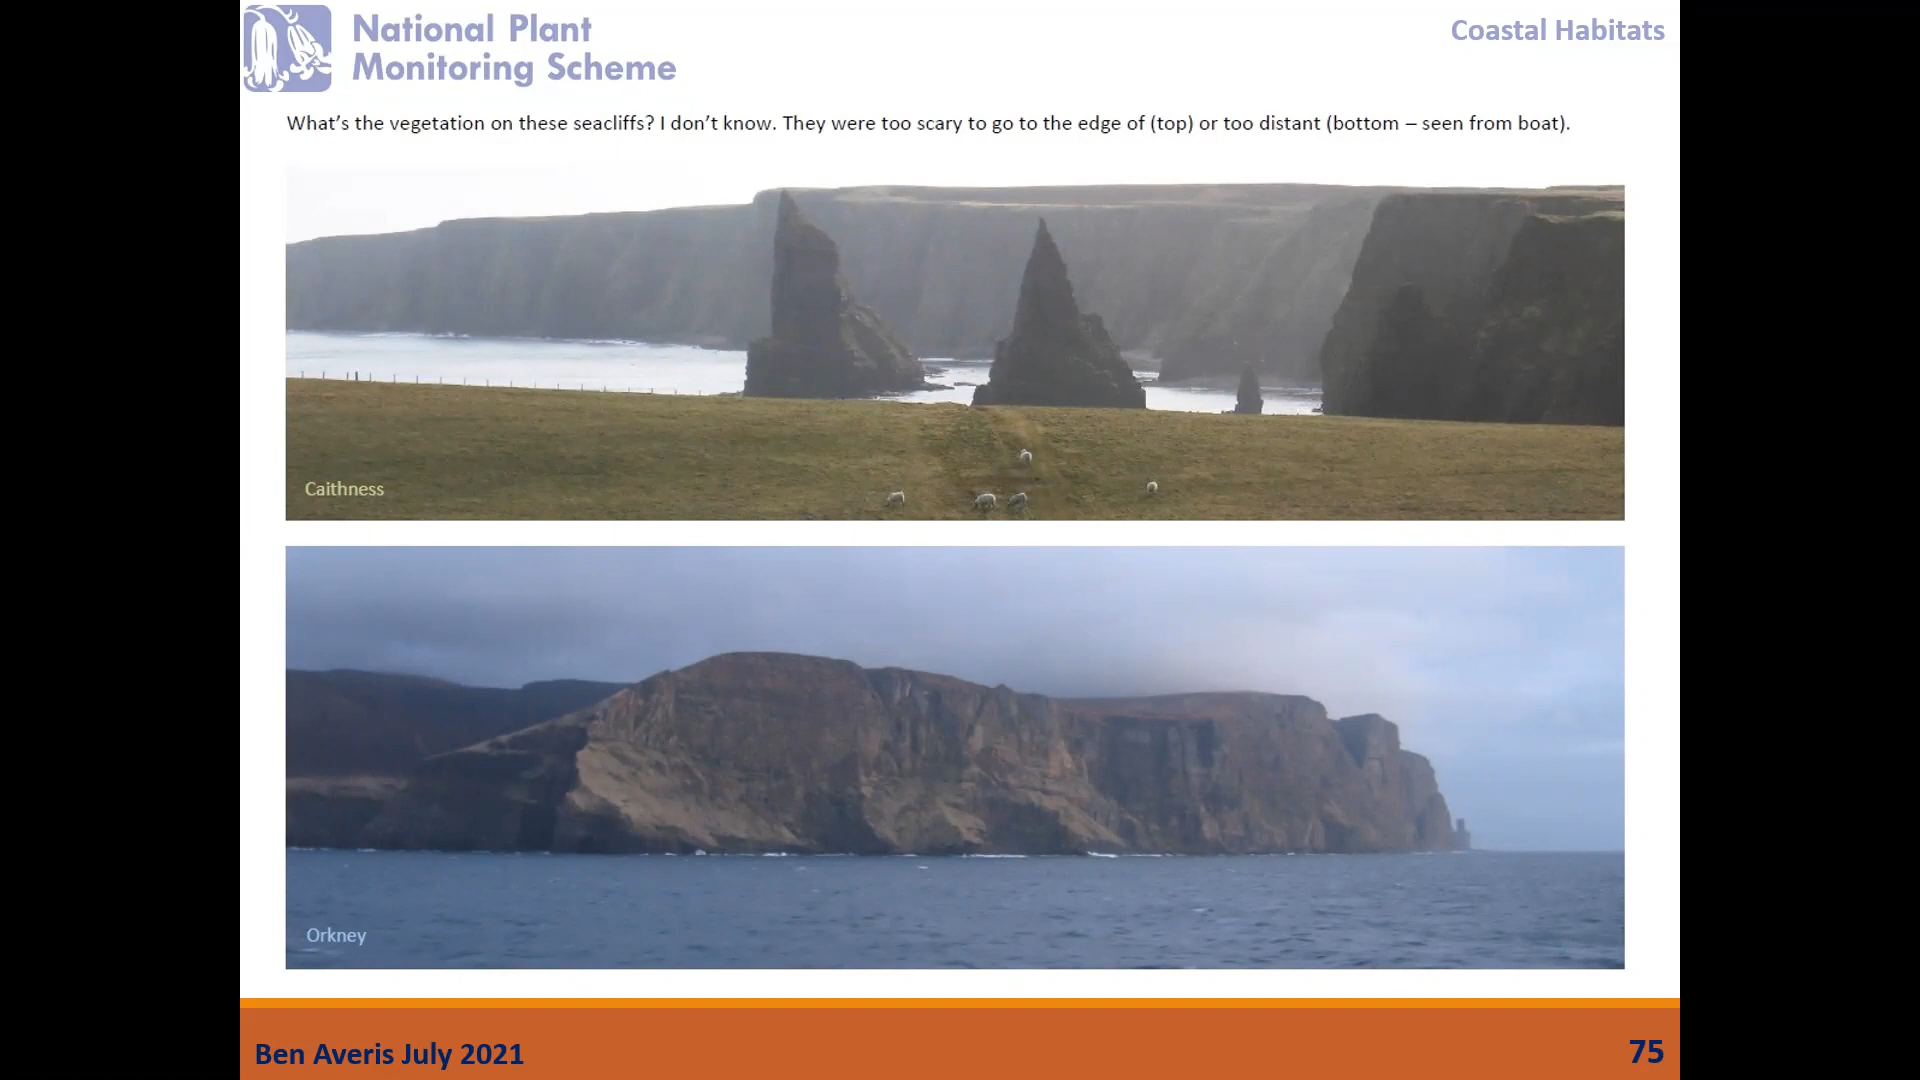 National Plant
Monitoring Scheme
Coastal Habitats
What's the vegetation on these seacliffs? I don't know. They were too scary to go to the edge of (top) or too distant (bottom – seen from boat).
Caithness
Orkney
Ben Averis July 2021
75